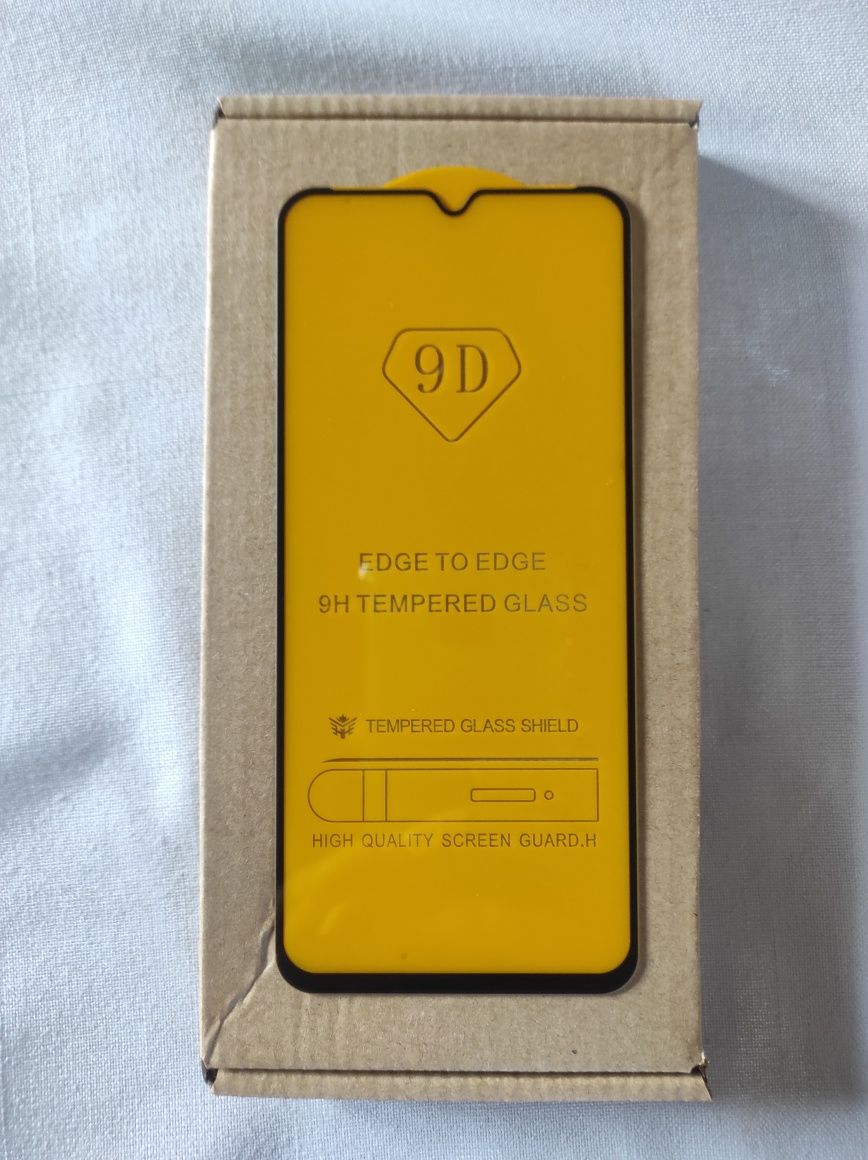 9D
EDGE TO EDGE
9H TEMPERED GLASS
TEMPERED GLASS SHIELD
HIGH QUALITY SCREEN GUARD.H